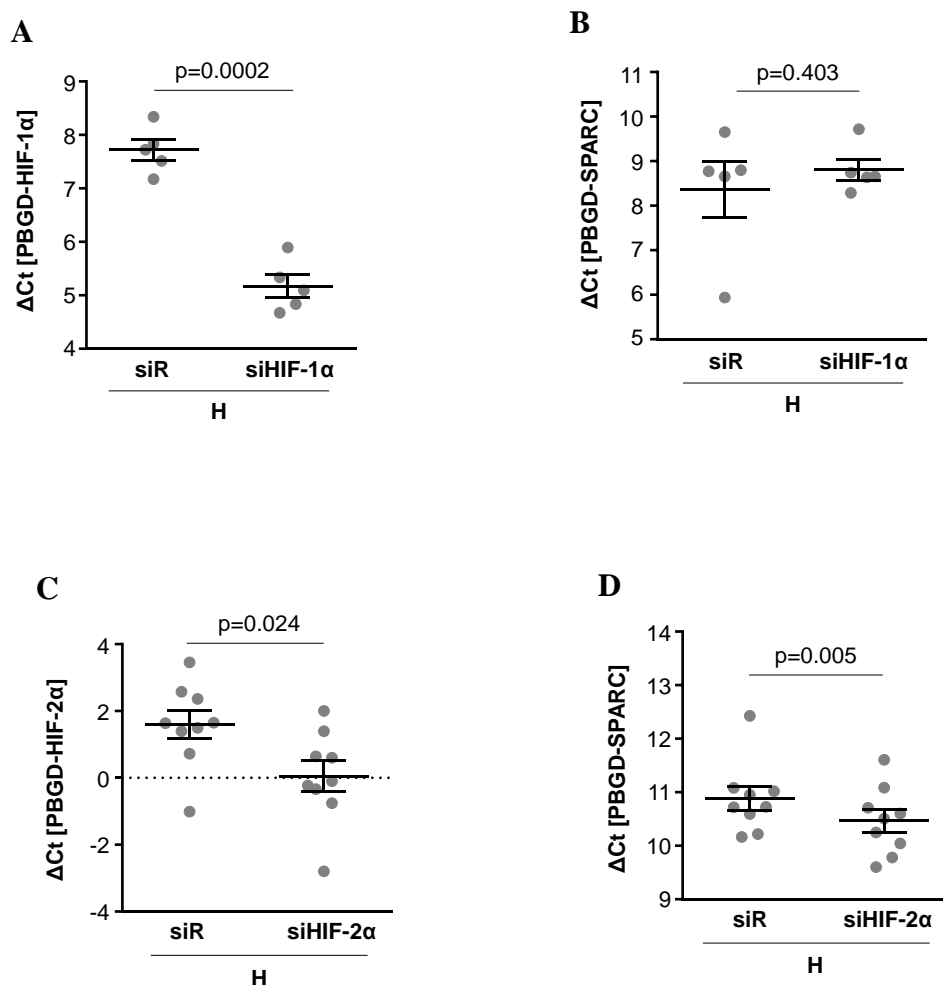 A
p=0.0002
ΔCt [PBGD-HIF-1α]
9
8
7
6
5
4
siR
siHIF-1α
H
B
p=0.403
ΔCt [PBGD-SPARC]
11
10
9
8
7
6
5
siR
siHIF-1α
H
C
p=0.024
ΔCt [PBGD-HIF-2α]
4
2
0
-2
-4
siR
siHIF-2α
H
D
p=0.005
ΔCt [PBGD-SPARC]
14
13
12
11
10
9
siR
siHIF-2α
H